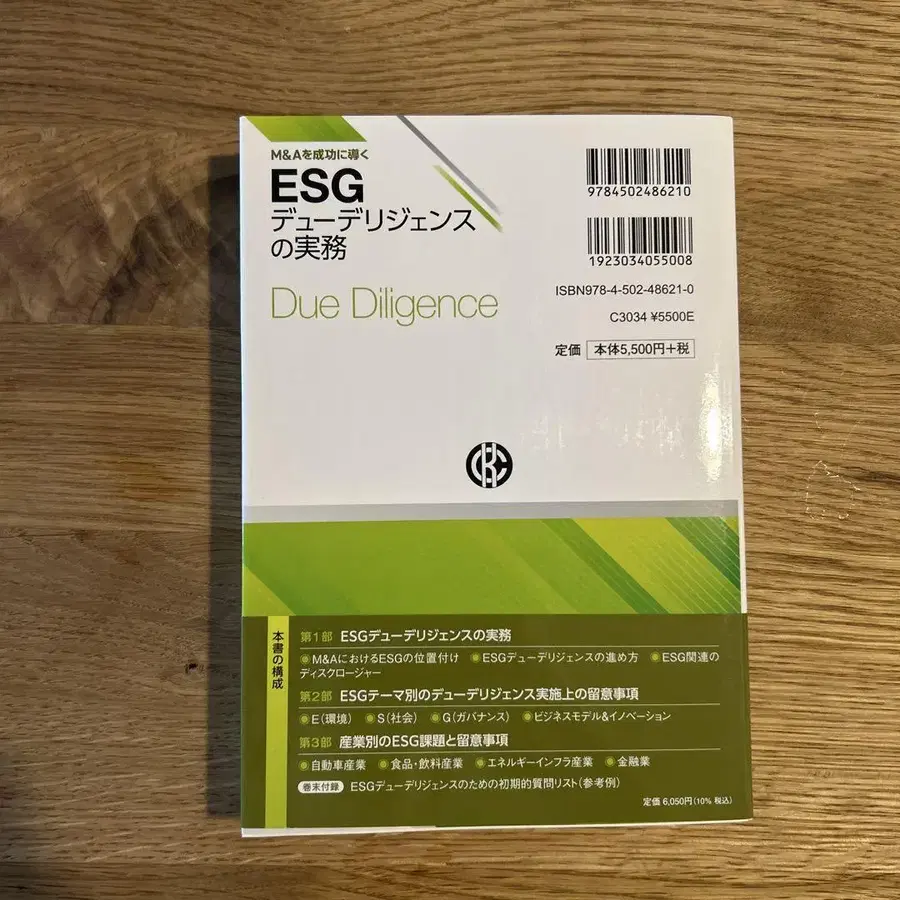 M&Aを成功に導く
ESG
デューデリジェンス
の実務
Due Diligence
9784502486210
1923034055008
ISBN978-4-502-48621-0
C3034 ¥5500E
定価 本体5,500円+税
本書の構成
第1部 ESGデューデリジェンスの実務
●M&AにおけるESGの位置付け ●ESGデューデリジェンスの進め方 ●ESG関連の
ディスクロージャー
第2部 ESGテーマ別のデューデリジェンス実施上の留意事項
●E(環境) ●S(社会) ●G(ガバナンス) ●ビジネスモデル&イノベーション
第3部 産業別のESG課題と留意事項
●自動車産業 ●食品・飲料産業 ●エネルギーインフラ産業 ●金融業
巻末付録 ESGデューデリジェンスのための初期的質問リスト(参考例)
定価 6,050円(10% 税込)